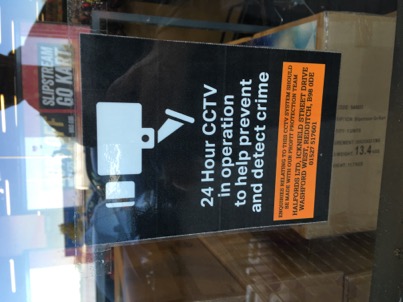 SLIPSTREAM
GO KART
24 Hour CCTV
in operation
to help prevent
and detect crime
ENQUIRIES RELATING TO THIS CCTV SYSTEM SHOULD
BE MADE WITH OUR PROFIT PROTECTION TEAM
HALFORDS LTD, ICKNIELD STREET DRIVE
WASHFORD WEST, REDDITCH, B98 0DE
01527 517601